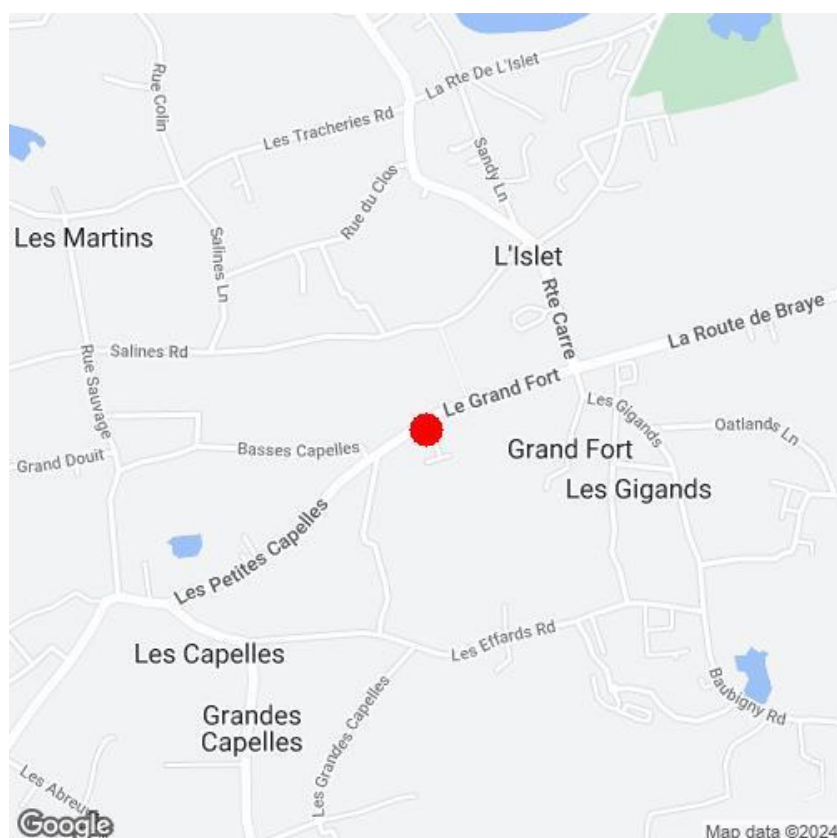 Rue Colin
La Rte De L'Islet
Les Tracheries Rd
Sandy Ln
Rue du Clos
Les Martins
Salines Ln
L'Islet
Rte Carre
La Route de Braye
Salines Rd
Rue Sauvage
Le Grand Fort
Les Gigands
Oatlands Ln
Basses Capelles
Grand Fort
Grand Douit
Les Gigands
Les Petites Capelles
Les Effards Rd
Les Capelles
Baubigny Rd
Grandes
Capelles
Les Grandes Capelles
Les Abreuv
Google
Map data ©2024